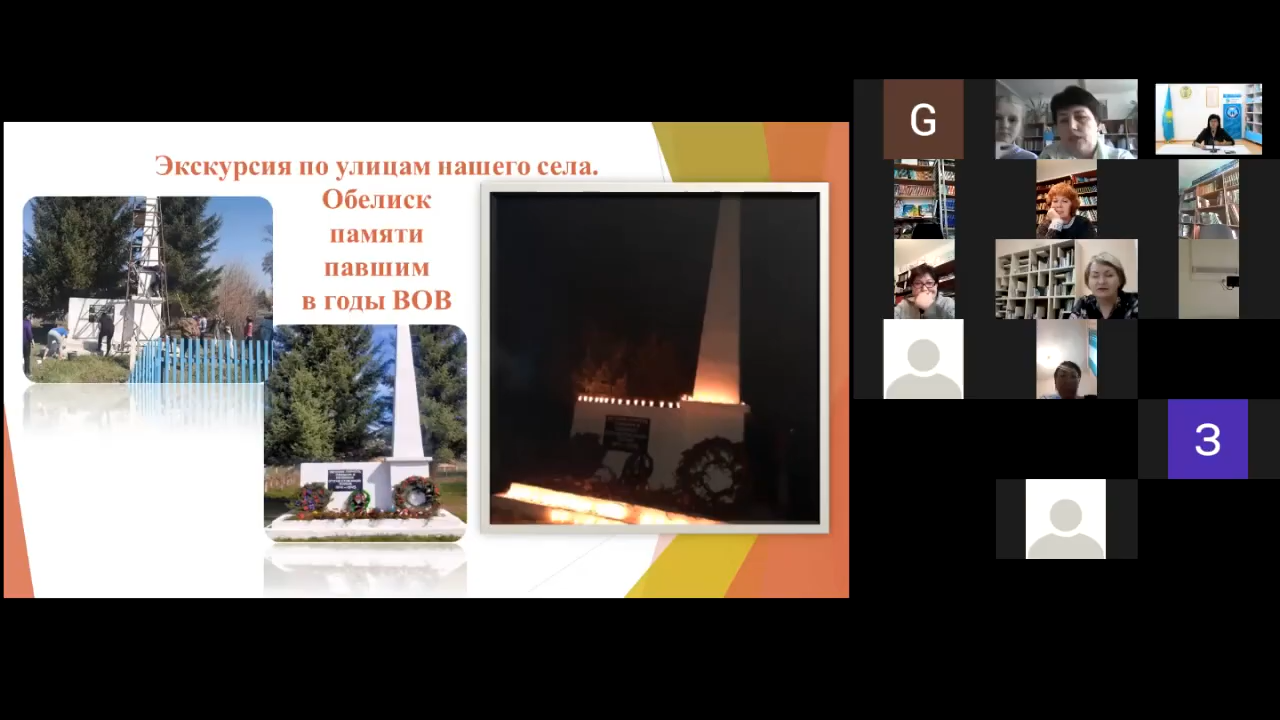 Экскурсия по улицам нашего села.
Обелиск
памяти
павшим
в годы ВОВ
G
З